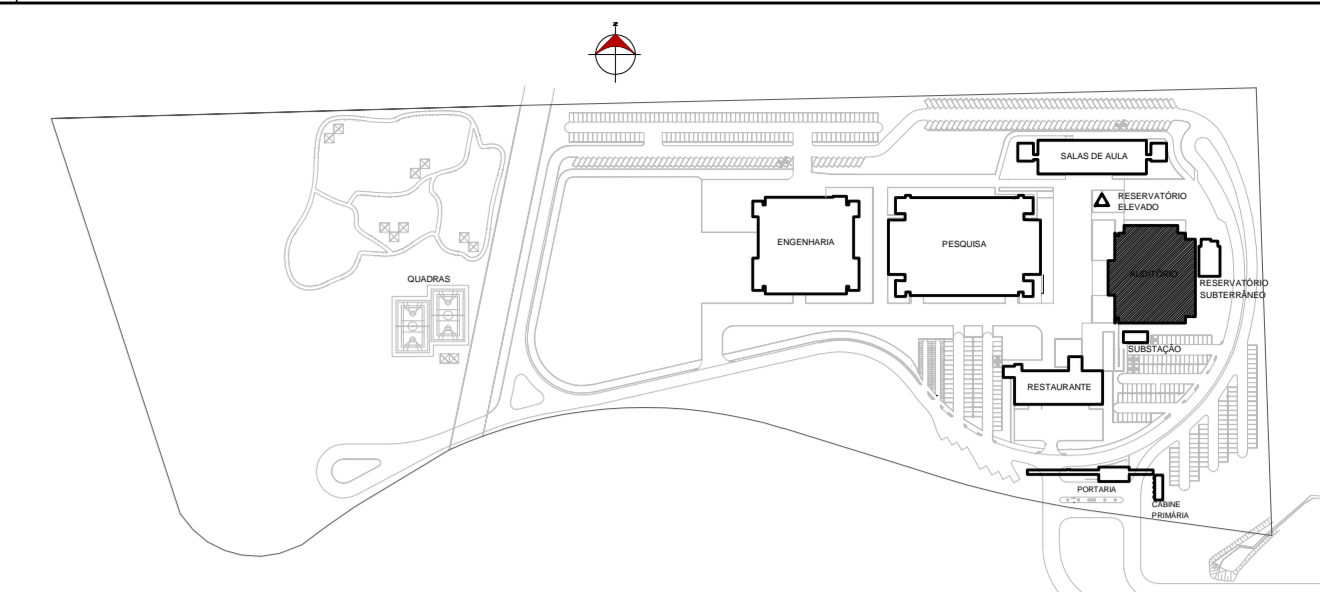 N
SALAS DE AULA
RESERVATÓRIO
ELEVADO
ENGENHARIA
PESQUISA
AUDITÓRIO
QUADRAS
RESERVATÓRIO
SUBTERRÂNEO
SUBSTAÇÃO
RESTAURANTE
PORTARIA
CABINE
PRIMÁRIA